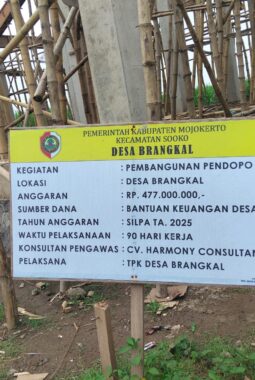 PEMERINTAH KABUPATEN MOJOKERTO
KECAMATAN SOOKO
DESA BRANGKAL
KEGIATAN : PEMBANGUNAN PENDOPO
LOKASI : DESA BRANGKAL
ANGGARAN : RP. 477.000.000,-
SUMBER DANA : BANTUAN KEUANGAN DESA
TAHUN ANGGARAN : SILPA TA. 2025
WAKTU PELAKSANAAN : 90 HARI KERJA
KONSULTAN PENGAWAS : CV. HARMONY CONSULTAN
PELAKSANA : TPK DESA BRANGKAL